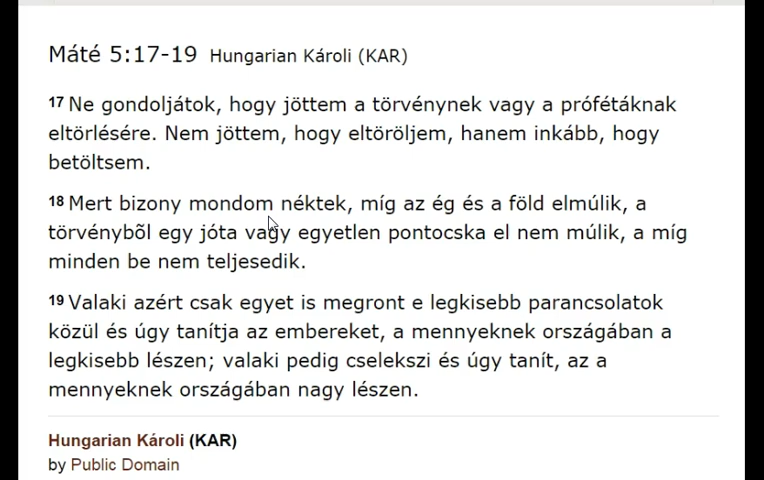 Máté 5:17-19 Hungarian Károli (KAR)
17 Ne gondoljátok, hogy jöttem a törvénynek vagy a prófétáknak
eltörlésére. Nem jöttem, hogy eltöröljem, hanem inkább, hogy
betöltsem.
18 Mert bizony mondom néktek, míg az ég és a föld elmúlik, a
törvénybõl egy jóta vagy egyetlen pontocska el nem múlik, a míg
minden be nem teljesedik.
19 Valaki azért csak egyet is megront e legkisebb parancsolatok
közül és úgy tanítja az embereket, a mennyeknek országában a
legkisebb lészen; valaki pedig cselekszi és úgy tanít, az a
mennyeknek országában nagy lészen.
Hungarian Károli (KAR)
by Public Domain